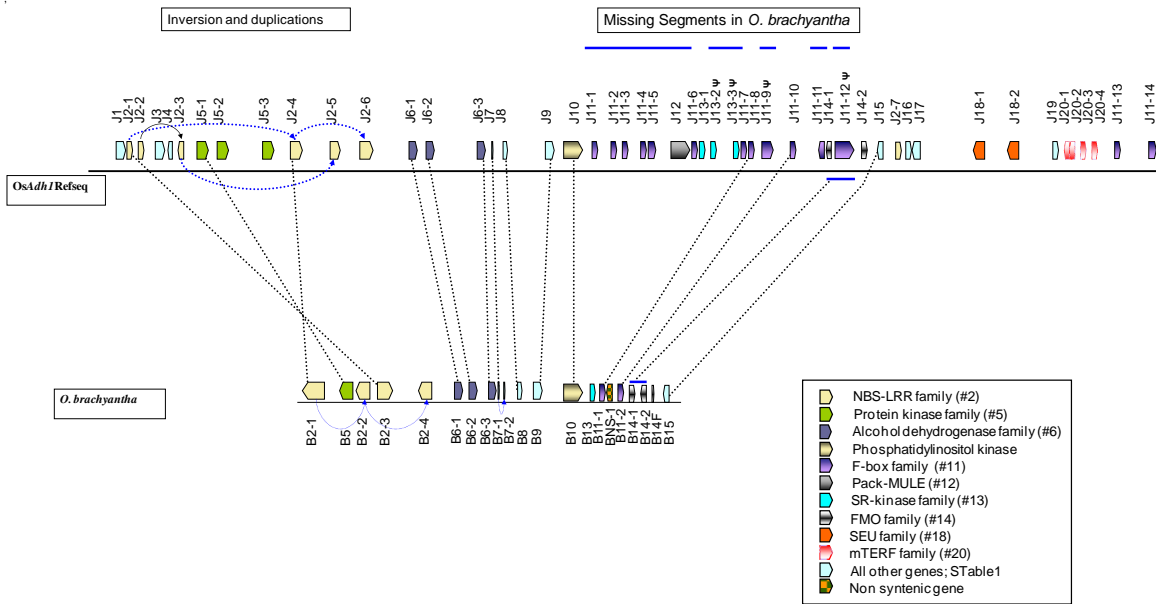 Inversion and duplications
Missing Segments in O. brachyantha
J1 J2-1 J2-2 J3 J4 J2-3 J5-1 J5-2 J5-3 J2-4 J2-5 J2-6 J6-1 J6-2 J6-3 J7 J8 J9 J10 J11-1 J11-2 J11-3 J11-4 J11-5 J12 J11-6 J13-1 J13-2 Ψ J13-3 Ψ J11-7 J11-8 J11-9 Ψ J11-10 J11-11 J14-1 J11-12 Ψ J14-2 J15 J2-7 J16 J17 J18-1 J18-2 J19 J20-1 J20-2 J20-3 J20-4 J11-13 J11-14
OsAdh1 Refseq
O. brachyantha
B2-1 B5 B2-2 B2-3 B2-4 B6-1 B6-2 B6-3 B7-1 B7-2 B8 B9 B10 B13 B11-1 BNS-1 B11-2 B14-1 B14-2 B14F B15
NBS-LRR family (#2)
Protein kinase family (#5)
Alcohol dehydrogenase family (#6)
Phosphatidylinositol kinase
F-box family (#11)
Pack-MULE (#12)
SR-kinase family (#13)
FMO family (#14)
SEU family (#18)
mTERF family (#20)
All other genes; STable1
Non syntenic gene